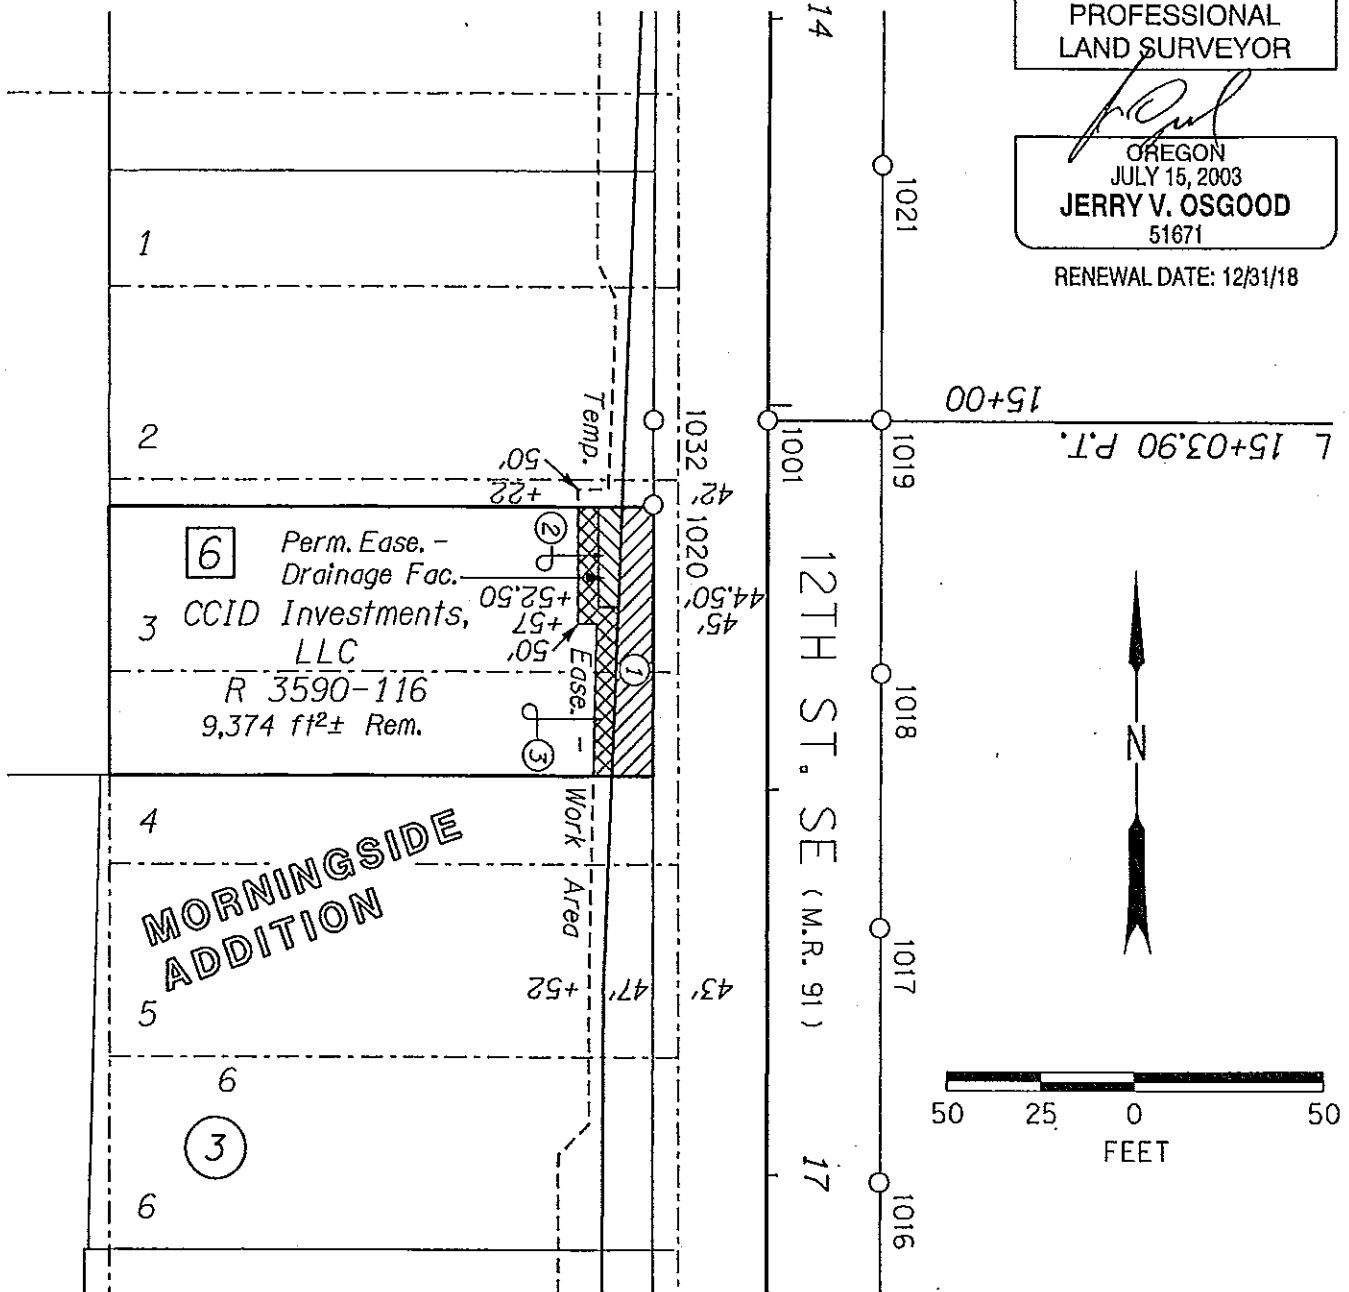 PROFESSIONAL
LAND SURVEYOR
OREGON
JULY 15, 2003
JERRY V. OSGOOD
51671
RENEWAL DATE: 12/31/18
14
1021
1
15+00
L 15+03.90 P.T.
2
Temp.
1032
1001
1019
50'
+22
42'
1020
6
Perm. Ease. -
Drainage Fac.
2
+52.50
44.50'
3
CCID Investments,
LLC
+57
45'
50'
Ease. -
1
R 3590-116
9,374 ft²± Rem.
3
12TH ST. SE (M.R. 91)
1018
N
4
Work Area
MORNINGSIDE
ADDITION
1017
5
+52
47'
43'
6
3
6
17
1016
50 25 0 50
FEET